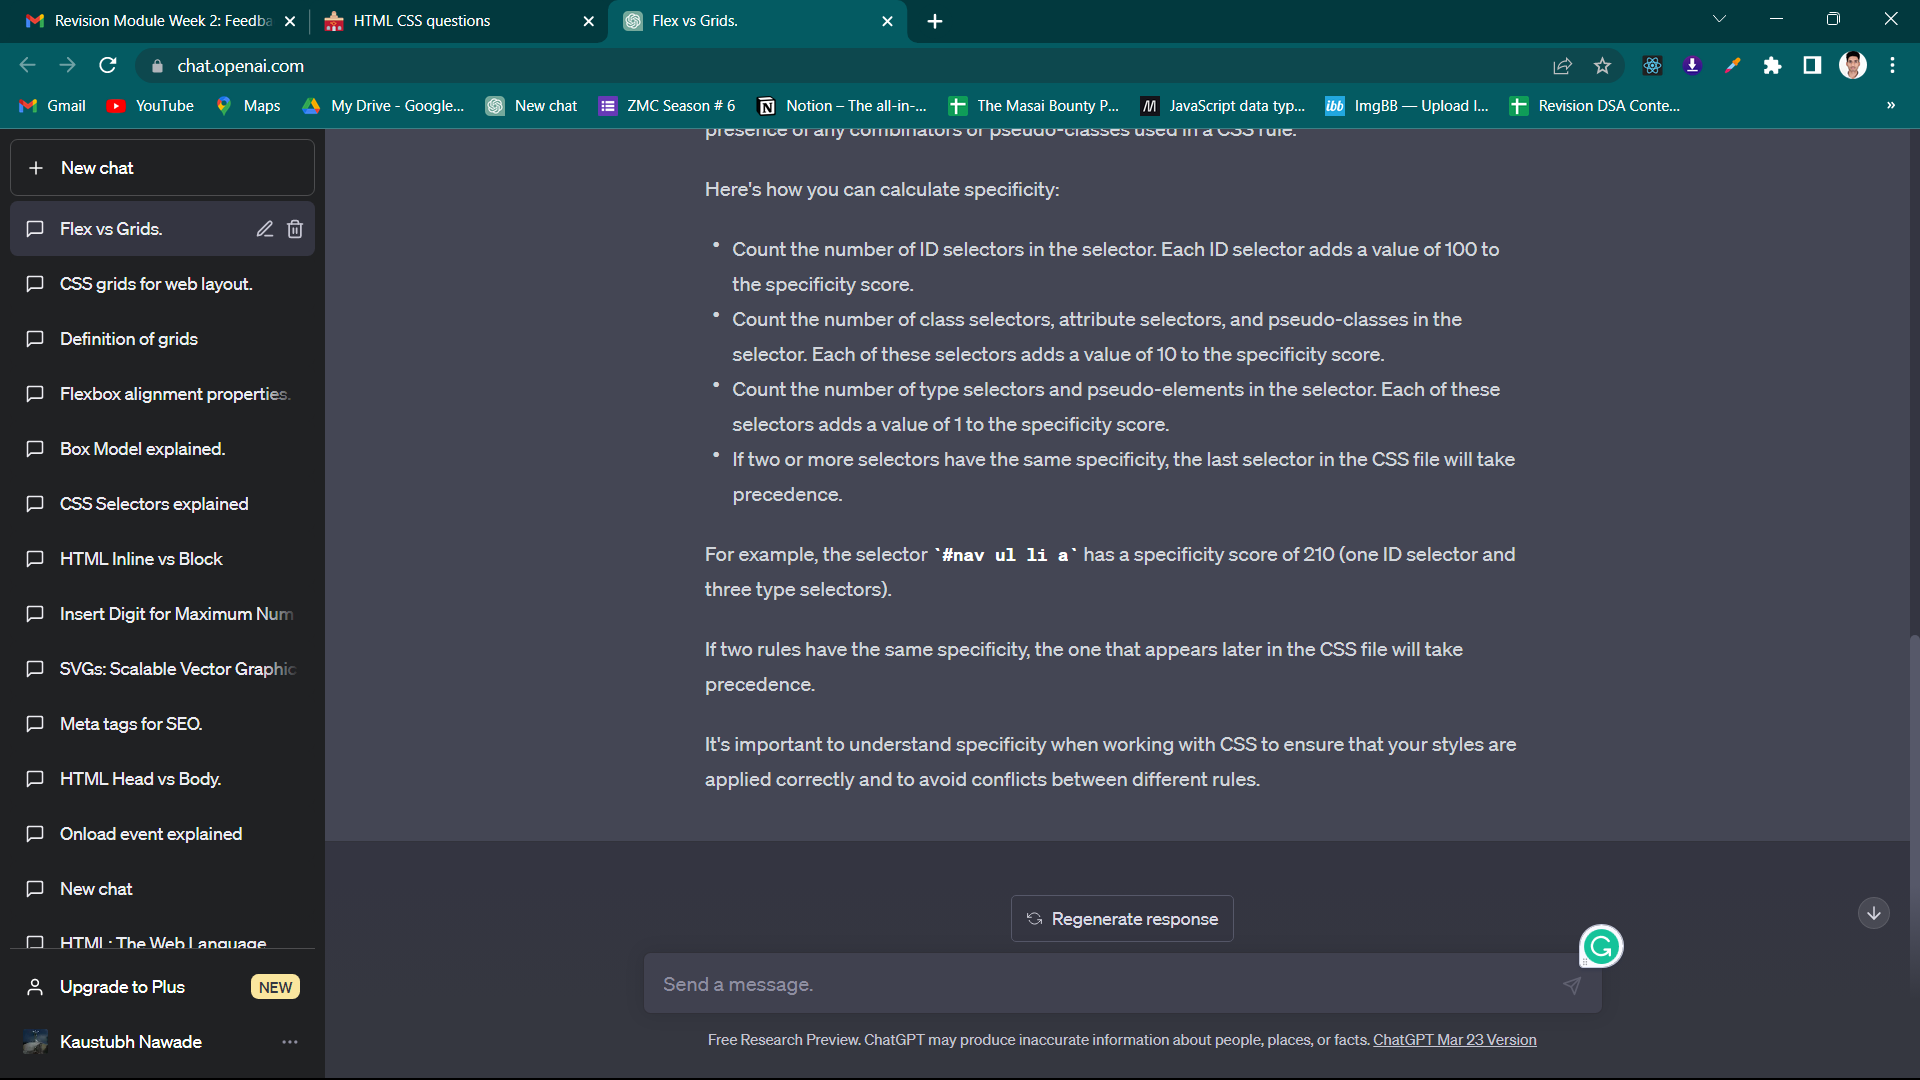 Revision Module Week 2: Feedba
HTML CSS questions
Flex vs Grids.
chat.openai.com
Gmail
YouTube
Maps
My Drive - Google...
New chat
ZMC Season # 6
Notion – The all-in-...
The Masai Bounty P...
JavaScript data typ...
ibb ImgBB — Upload I...
Revision DSA Conte...
»
New chat
Flex vs Grids.
CSS grids for web layout.
Definition of grids
Flexbox alignment properties.
Box Model explained.
CSS Selectors explained
HTML Inline vs Block
Insert Digit for Maximum Num
SVGs: Scalable Vector Graphic
Meta tags for SEO.
HTML Head vs Body.
Onload event explained
New chat
HTML: The Web Language
Upgrade to Plus NEW
Kaustubh Nawade ...
presence of any combinators or pseudo-classes used in a CSS rule.
Here's how you can calculate specificity:
• Count the number of ID selectors in the selector. Each ID selector adds a value of 100 to
the specificity score.
• Count the number of class selectors, attribute selectors, and pseudo-classes in the
selector. Each of these selectors adds a value of 10 to the specificity score.
• Count the number of type selectors and pseudo-elements in the selector. Each of these
selectors adds a value of 1 to the specificity score.
• If two or more selectors have the same specificity, the last selector in the CSS file will take
precedence.
For example, the selector `#nav ul li a` has a specificity score of 210 (one ID selector and
three type selectors).
If two rules have the same specificity, the one that appears later in the CSS file will take
precedence.
It's important to understand specificity when working with CSS to ensure that your styles are
applied correctly and to avoid conflicts between different rules.
Regenerate response
Send a message.
Free Research Preview. ChatGPT may produce inaccurate information about people, places, or facts. ChatGPT Mar 23 Version